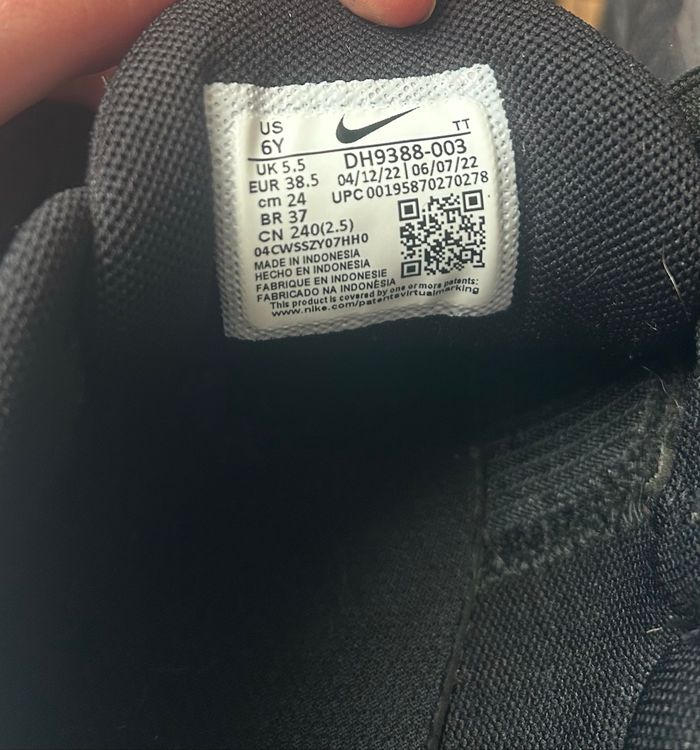 US
6Y
TT
UK 5.5
EUR 38.5
cm 24
BR 37
CN 240(2.5)
DH9388-003
04/12/22 | 06/07/22
UPC 00195870270278
04CWSSZY07HH0
MADE IN INDONESIA
HECHO EN INDONESIA
FABRIQUE EN INDONESIE
FABRICADO NA INDONÉSIA
This product is covered by one or more patents:
www.nike.com/patentsvirtualmarking